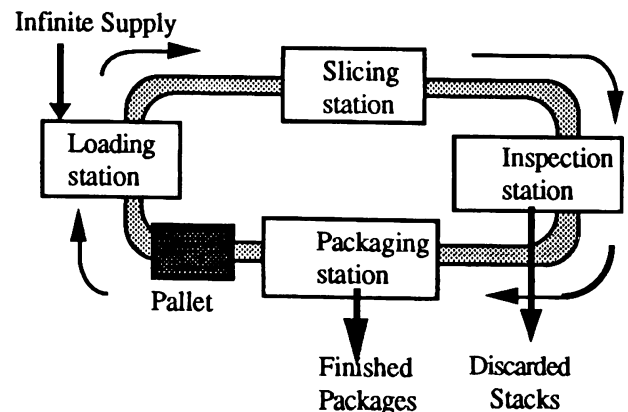 Infinite Supply
Slicing
station
Loading
station
Inspection
station
Packaging
station
Pallet
Finished
Packages
Discarded
Stacks